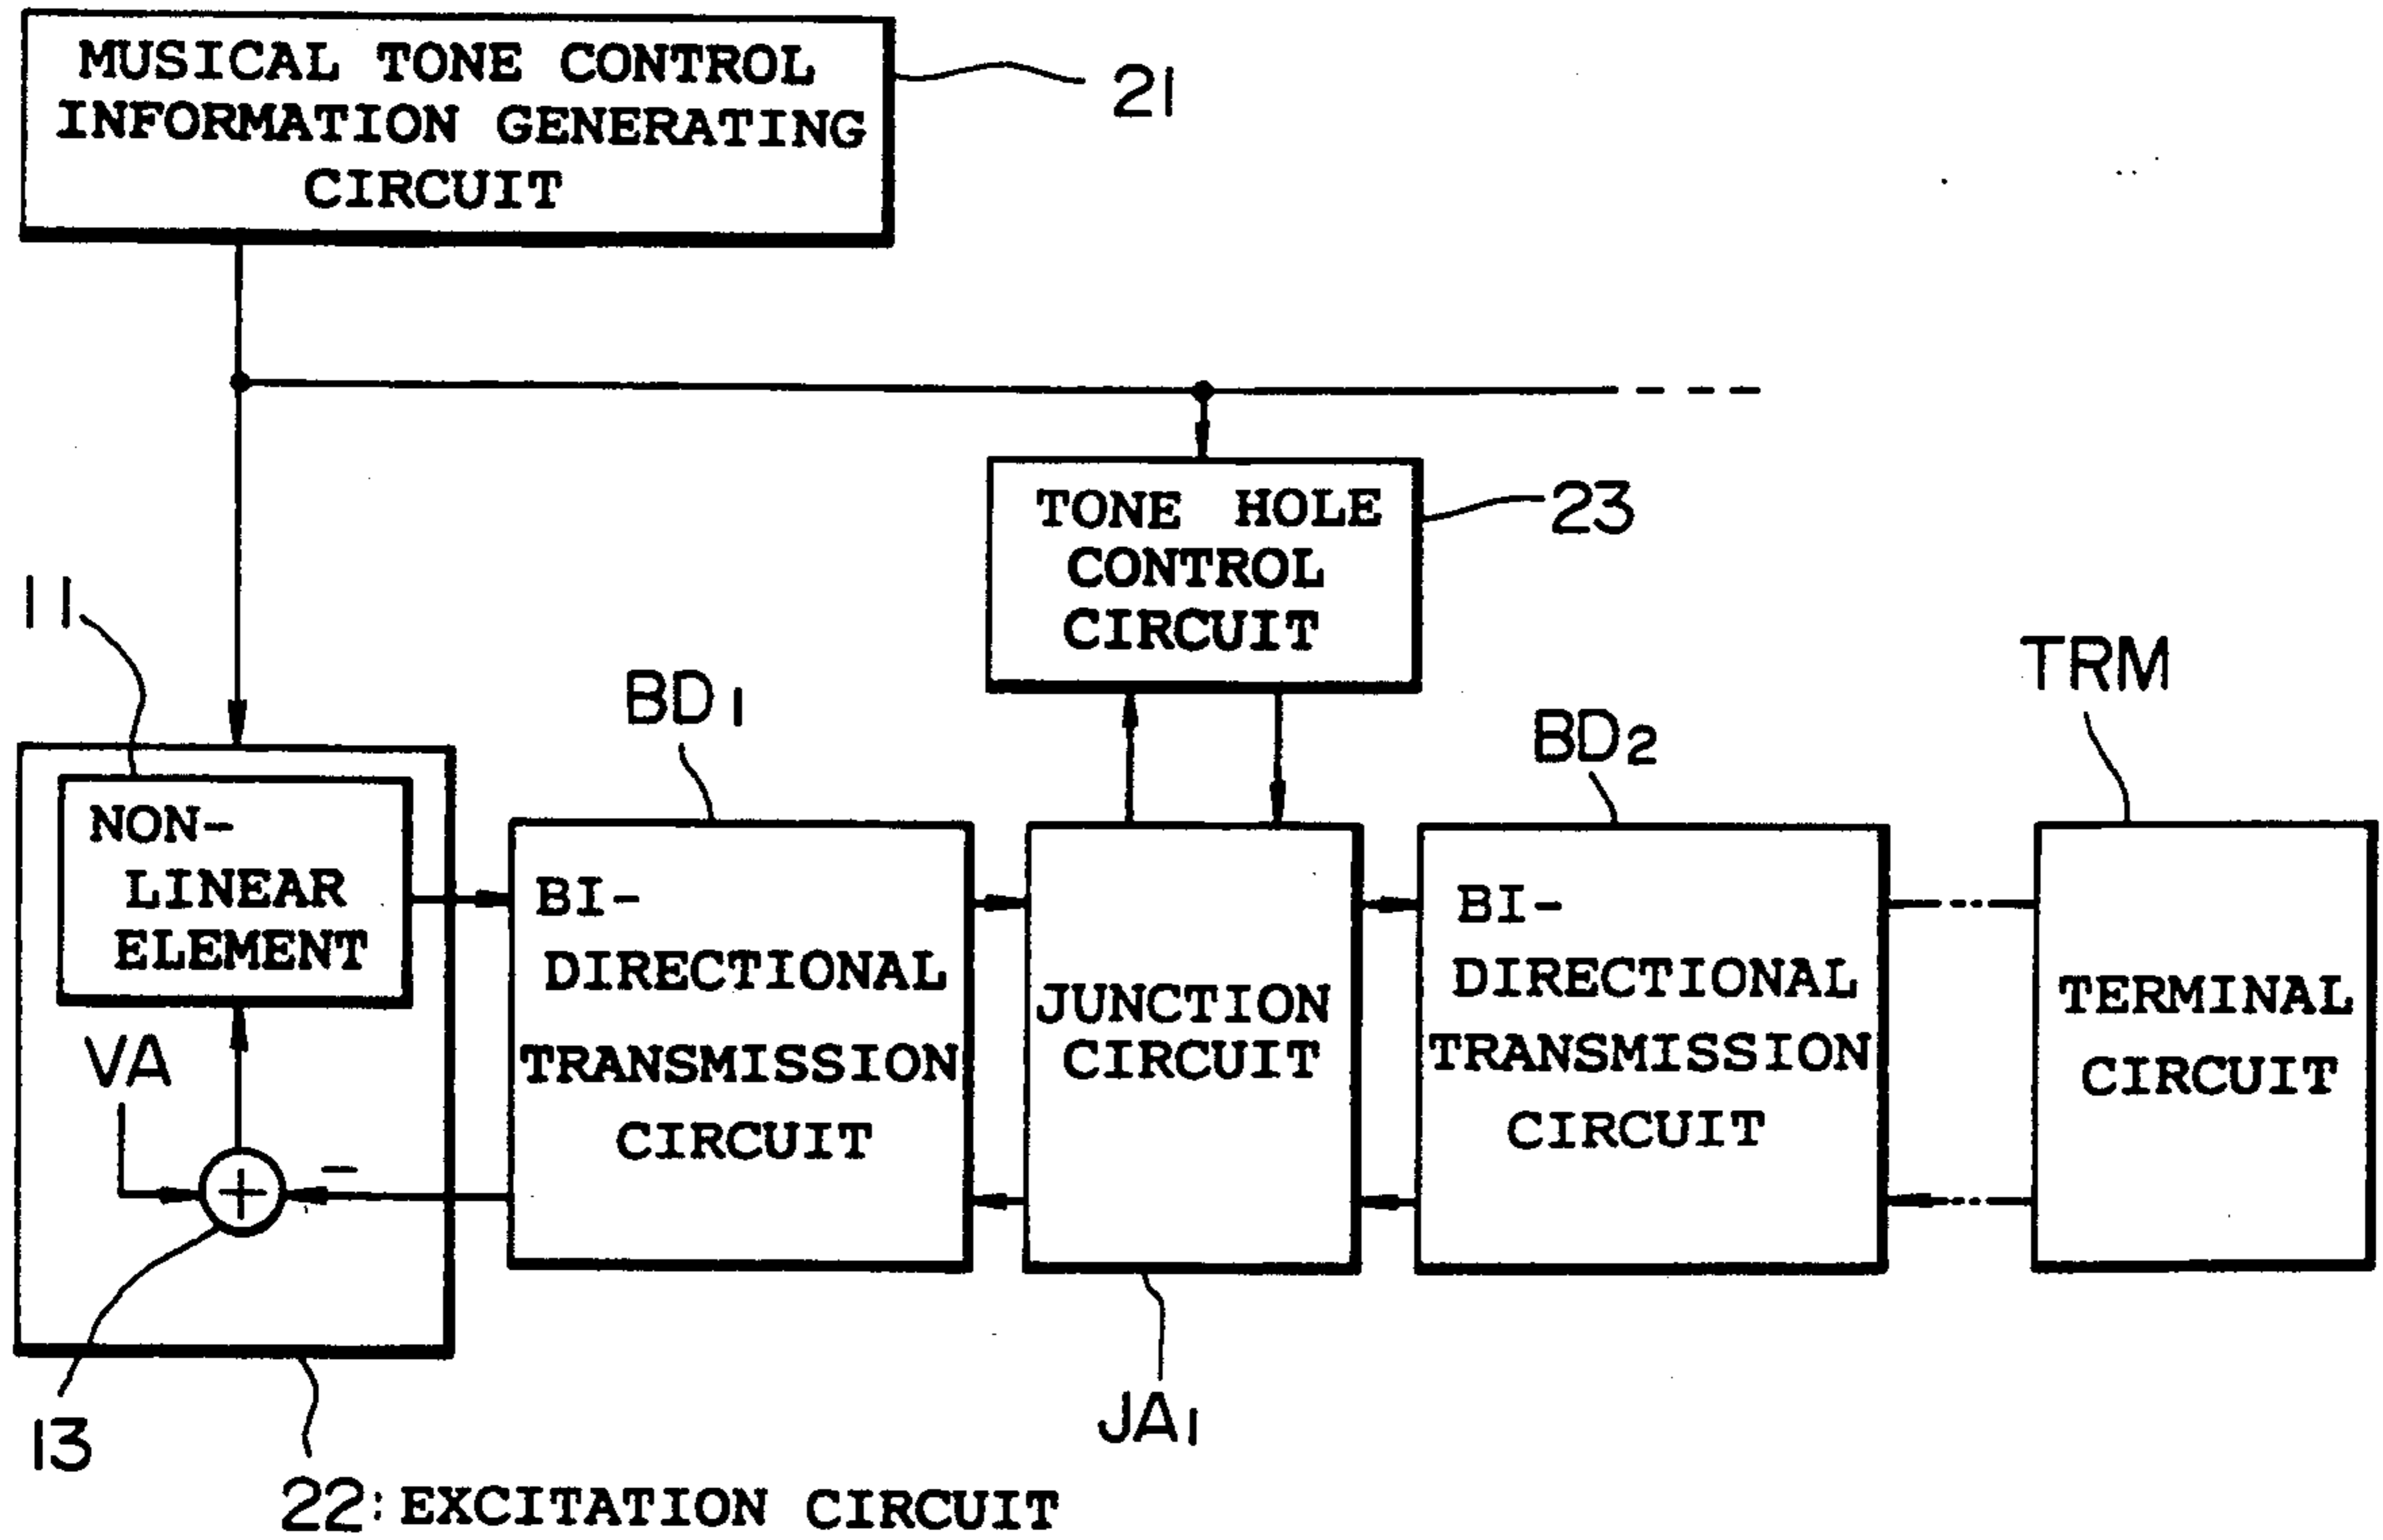 MUSICAL TONE CONTROL
INFORMATION GENERATING
CIRCUIT
21
TONE HOLE
CONTROL
CIRCUIT
23
11
BD1
BD2
TRM
NON-
LINEAR
ELEMENT
VA
+
−
BI-
DIRECTIONAL
TRANSMISSION
CIRCUIT
JUNCTION
CIRCUIT
BI-
DIRECTIONAL
TRANSMISSION
CIRCUIT
TERMINAL
CIRCUIT
13
JA1
22: EXCITATION CIRCUIT